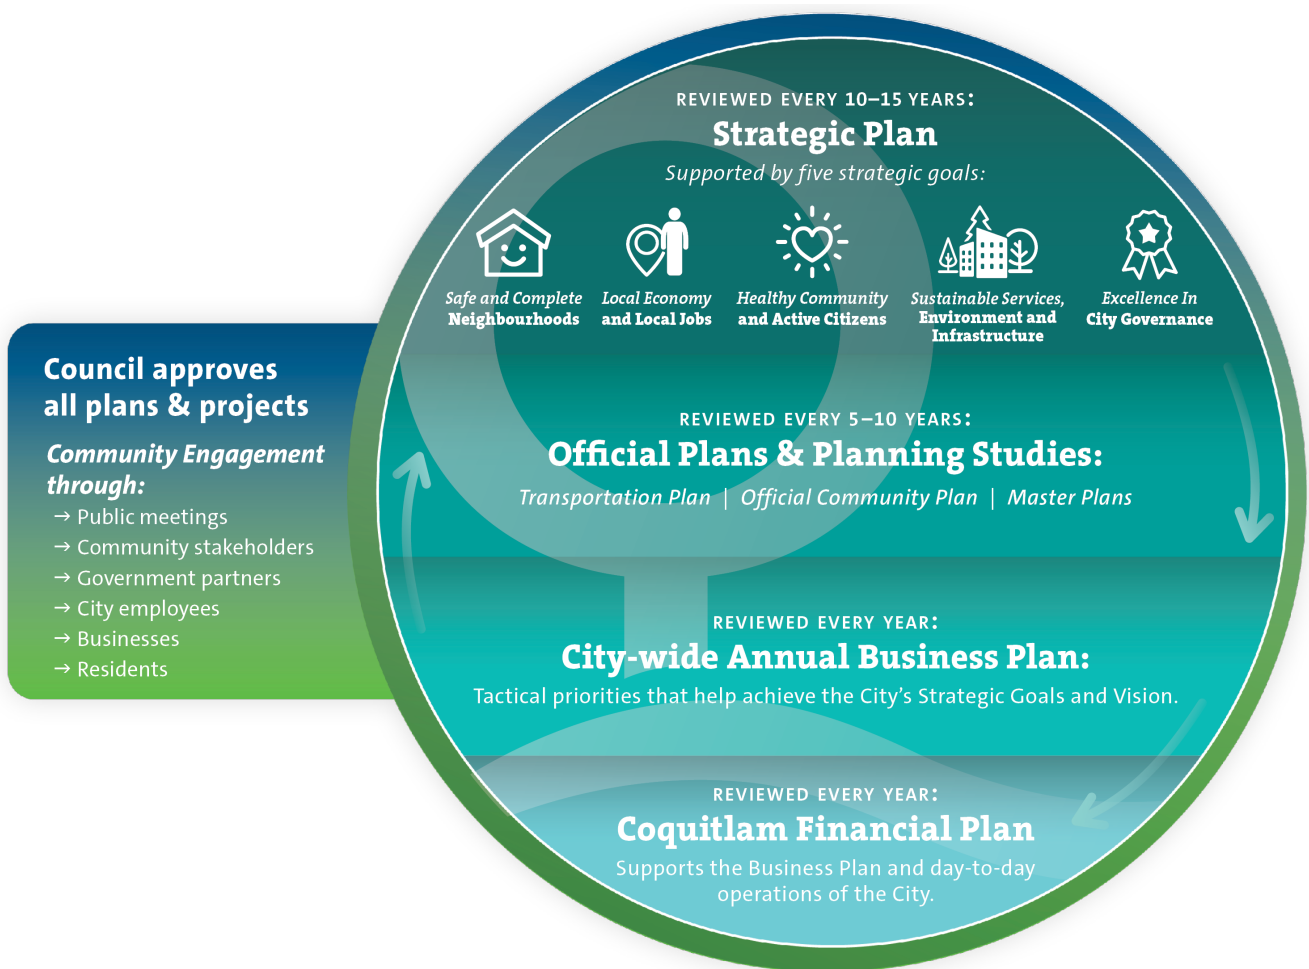 REVIEWED EVERY 10–15 YEARS:
Strategic Plan
Supported by five strategic goals:
Safe and Complete
Neighbourhoods
Local Economy
and Local Jobs
Healthy Community
and Active Citizens
Sustainable Services,
Environment and
Infrastructure
Excellence In
City Governance
Council approves
all plans & projects
Community Engagement
through:
→ Public meetings
→ Community stakeholders
→ Government partners
→ City employees
→ Businesses
→ Residents
REVIEWED EVERY 5–10 YEARS:
Official Plans & Planning Studies:
Transportation Plan | Official Community Plan | Master Plans
REVIEWED EVERY YEAR:
City-wide Annual Business Plan:
Tactical priorities that help achieve the City’s Strategic Goals and Vision.
REVIEWED EVERY YEAR:
Coquitlam Financial Plan
Supports the Business Plan and day-to-day
operations of the City.